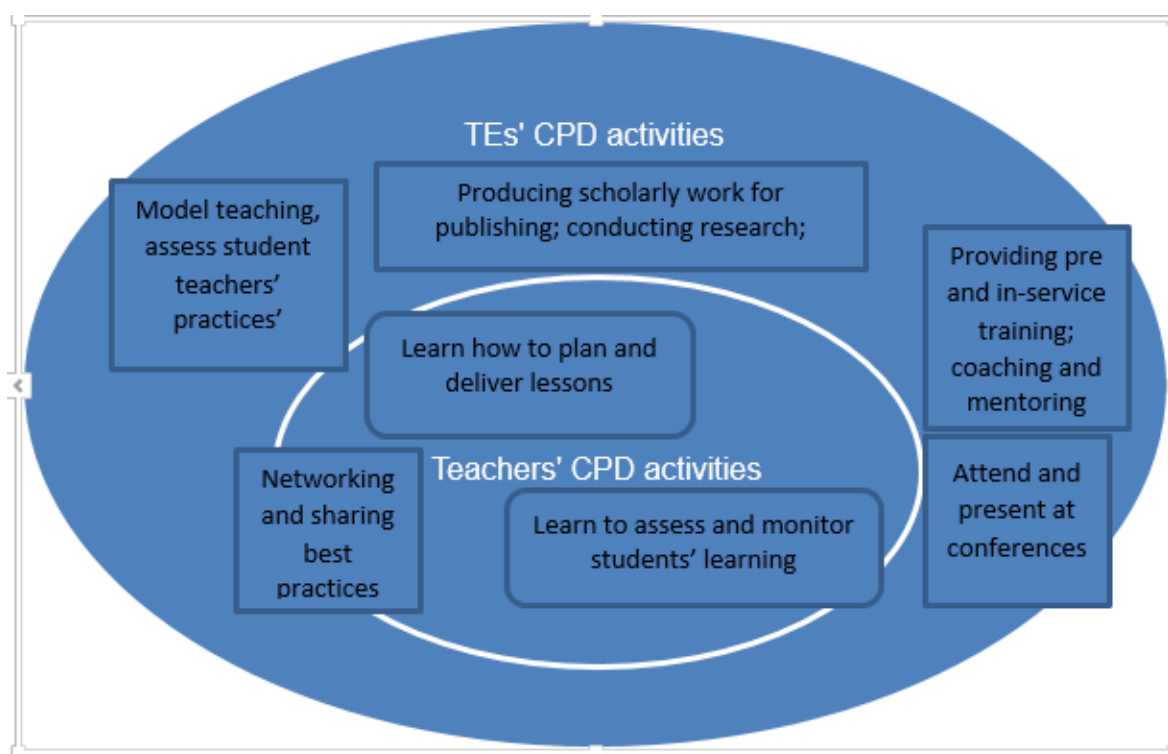 TEs' CPD activities
Producing scholarly work for
publishing; conducting research;
Model teaching,
assess student
teachers’
practices’
Providing pre
and in-service
training;
coaching and
mentoring
Learn how to plan and
deliver lessons
Teachers’ CPD activities
Networking
and sharing
best
practices
Learn to assess and monitor
students’ learning
Attend and
present at
conferences